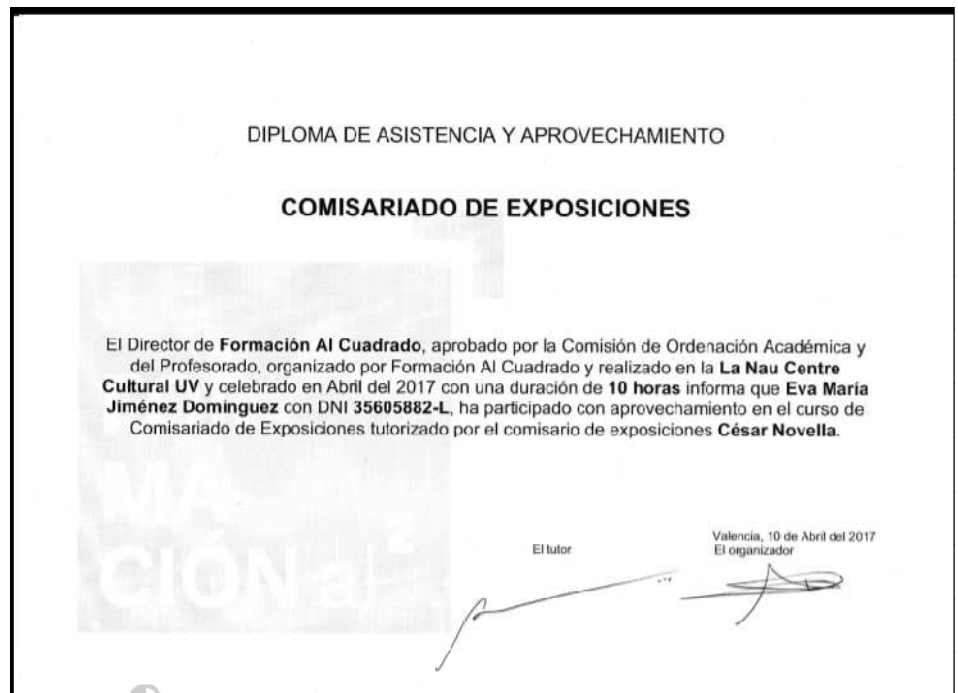 DIPLOMA DE ASISTENCIA Y APROVECHAMIENTO
COMISARIADO DE EXPOSICIONES
El Director de Formación Al Cuadrado, aprobado por la Comisión de Ordenación Académica y
del Profesorado, organizado por Formación Al Cuadrado y realizado en la La Nau Centre
Cultural UV y celebrado en Abril del 2017 con una duración de 10 horas informa que Eva María
Jiménez Domínguez con DNI 35605882-L, ha participado con aprovechamiento en el curso de
Comisariado de Exposiciones tutorizado por el comisario de exposiciones César Novella.
MA
CIÓN al 2
El tutor
Valencia, 10 de Abril del 2017
El organizador